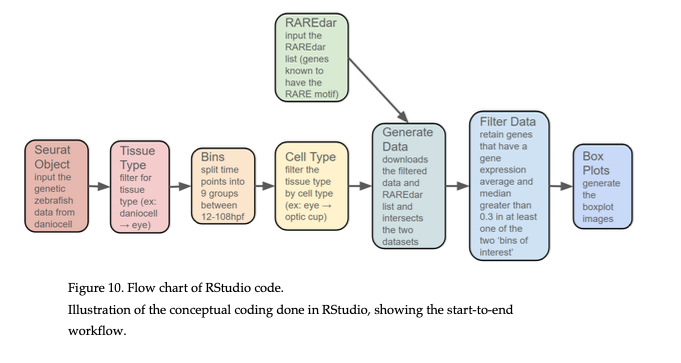 RAREdar
input the
RAREdar
list (genes
known to
have the
RARE motif)
Seurat
Object
input the
genetic
zebrafish
data from
daniocell
Tissue
Type
filter for
tissue
type (ex:
daniocell
→ eye)
Bins
split time
points into
9 groups
between
12-108hpf
Cell Type
filter the
tissue type
by cell type
(ex: eye →
optic cup)
Generate
Data
downloads
the filtered
data and
RAREdar
list and
intersects
the two
datasets
Filter Data
retain genes
that have a
gene
expression
average and
median
greater than
0.3 in at least
one of the
two 'bins of
interest'
Box
Plots
generate
the
boxplot
images
Figure 10. Flow chart of RStudio code.
Illustration of the conceptual coding done in RStudio, showing the start-to-end
workflow.